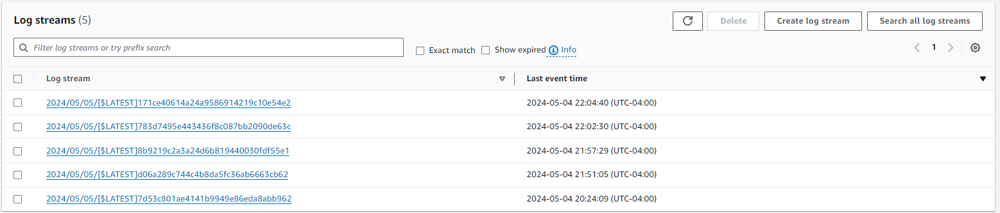 Log streams (5)
Delete
Create log stream
Search all log streams
Filter log streams or try prefix search
Exact match
Show expired
Info
1
Log stream
Last event time
2024/05/05/[$LATEST]171ce40614a24a9586914219c10e54e2 2024-05-04 22:04:40 (UTC-04:00)
2024/05/05/[$LATEST]783d7495e443436f8c087bb2090de63c 2024-05-04 22:02:30 (UTC-04:00)
2024/05/05/[$LATEST]8b9219c2a3a24d6b819440030fdf55e1 2024-05-04 21:57:29 (UTC-04:00)
2024/05/05/[$LATEST]d06a289c744c4b8da5fc36ab6663cb62 2024-05-04 21:51:05 (UTC-04:00)
2024/05/05/[$LATEST]7d53c801ae4141b9949e86eda8abb962 2024-05-04 20:24:09 (UTC-04:00)